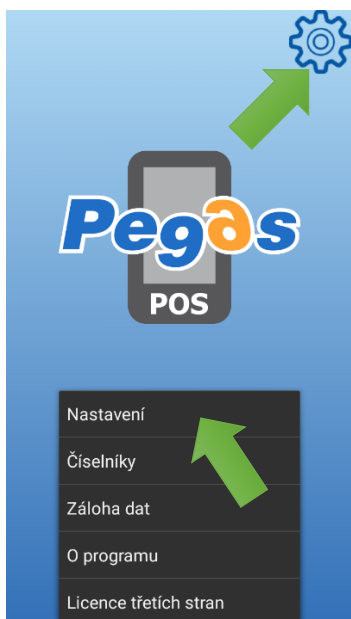 Pegas
POS
Nastavení
Číselníky
Záloha dat
O programu
Licence třetích stran